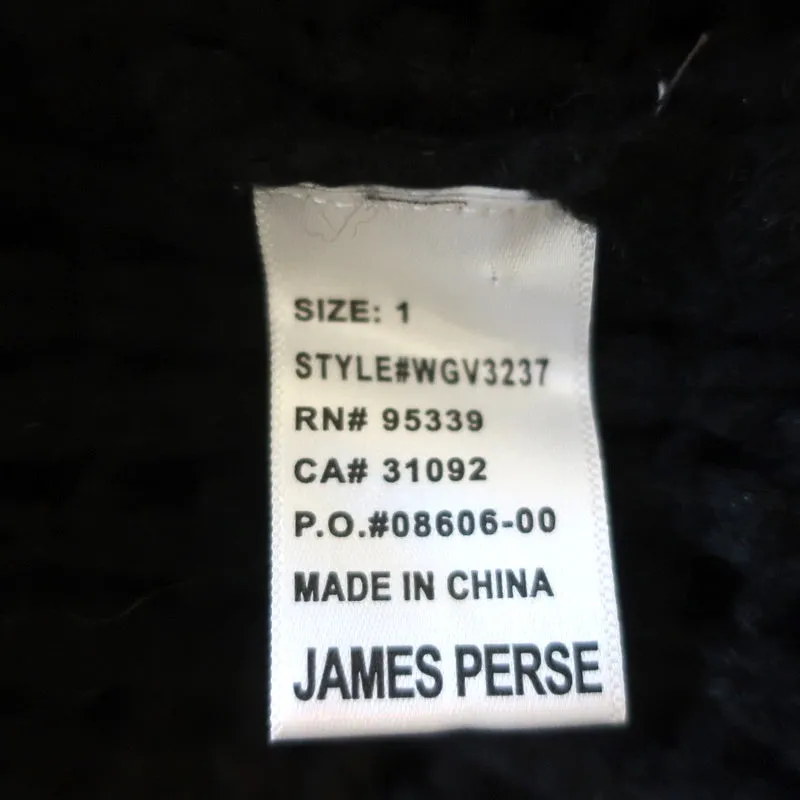 SIZE: 1
STYLE#WGV3237
RN# 95339
CA# 31092
P.O.#08606-00
MADE IN CHINA
JAMES PERSE